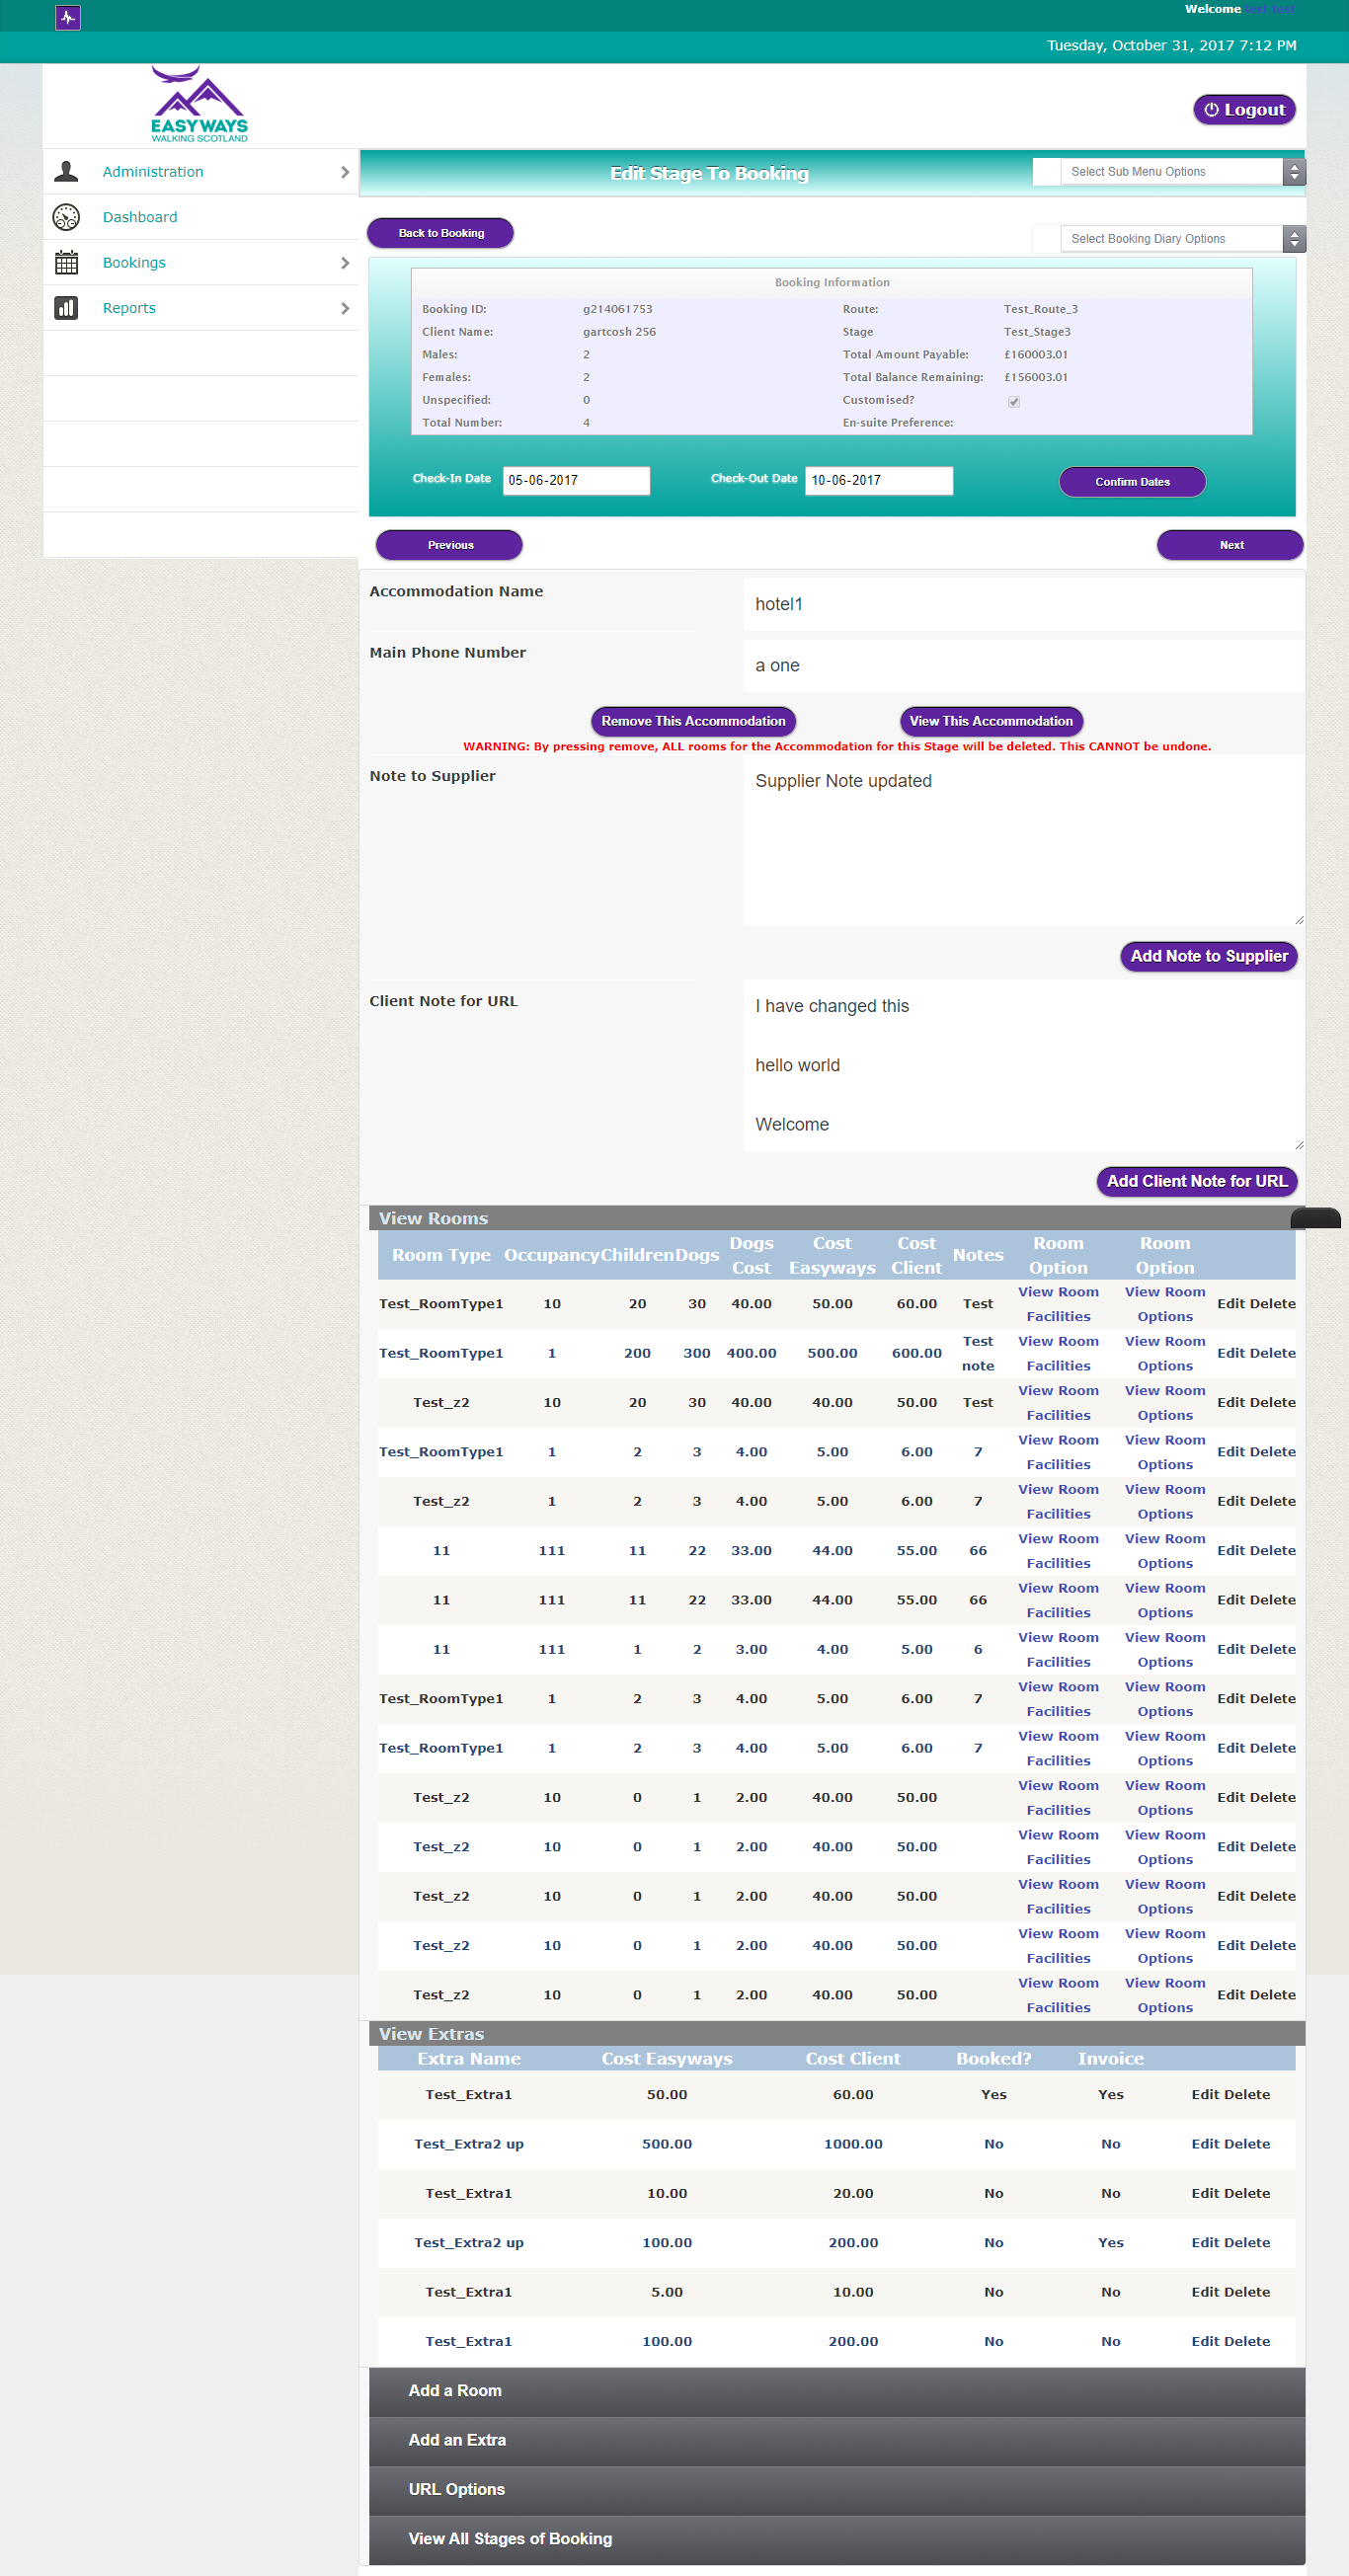 Welcome Test Test
Tuesday, October 31, 2017 7:12 PM
EASYWAYS
WALKING SCOTLAND
Logout
Administration
Dashboard
Bookings
Reports
Edit Stage To Booking
Select Sub Menu Options
Back to Booking
Select Booking Diary Options
Booking Information
Booking ID: g214061753 Route: Test_Route_3
Client Name: gartcosh 256 Stage Test_Stage3
Males: 2 Total Amount Payable: £160003.01
Females: 2 Total Balance Remaining: £156003.01
Unspecified: 0 Customised?
Total Number: 4 En-suite Preference:
Check-In Date 05-06-2017 Check-Out Date 10-06-2017 Confirm Dates
Previous Next
Accommodation Name hotel1
Main Phone Number a one
Remove This Accommodation View This Accommodation
WARNING: By pressing remove, ALL rooms for the Accommodation for this Stage will be deleted. This CANNOT be undone.
Note to Supplier Supplier Note updated
Add Note to Supplier
Client Note for URL I have changed this
hello world
Welcome
Add Client Note for URL
View Rooms
Room Type Occupancy Children Dogs Dogs Cost Cost Easyways Cost Client Notes Room Option Room Option
Test_RoomType1 10 20 30 40.00 50.00 60.00 Test View Room Facilities View Room Options Edit Delete
Test_RoomType1 1 200 300 400.00 500.00 600.00 Test note View Room Facilities View Room Options Edit Delete
Test_z2 10 20 30 40.00 40.00 50.00 Test View Room Facilities View Room Options Edit Delete
Test_RoomType1 1 2 3 4.00 5.00 6.00 7 View Room Facilities View Room Options Edit Delete
Test_z2 1 2 3 4.00 5.00 6.00 7 View Room Facilities View Room Options Edit Delete
11 111 11 22 33.00 44.00 55.00 66 View Room Facilities View Room Options Edit Delete
11 111 11 22 33.00 44.00 55.00 66 View Room Facilities View Room Options Edit Delete
11 111 1 2 3.00 4.00 5.00 6 View Room Facilities View Room Options Edit Delete
Test_RoomType1 1 2 3 4.00 5.00 6.00 7 View Room Facilities View Room Options Edit Delete
Test_RoomType1 1 2 3 4.00 5.00 6.00 7 View Room Facilities View Room Options Edit Delete
Test_z2 10 0 1 2.00 40.00 50.00 View Room Facilities View Room Options Edit Delete
Test_z2 10 0 1 2.00 40.00 50.00 View Room Facilities View Room Options Edit Delete
Test_z2 10 0 1 2.00 40.00 50.00 View Room Facilities View Room Options Edit Delete
Test_z2 10 0 1 2.00 40.00 50.00 View Room Facilities View Room Options Edit Delete
Test_z2 10 0 1 2.00 40.00 50.00 View Room Facilities View Room Options Edit Delete
View Extras
Extra Name Cost Easyways Cost Client Booked? Invoice
Test_Extra1 50.00 60.00 Yes Yes Edit Delete
Test_Extra2 up 500.00 1000.00 No No Edit Delete
Test_Extra1 10.00 20.00 No No Edit Delete
Test_Extra2 up 100.00 200.00 No Yes Edit Delete
Test_Extra1 5.00 10.00 No No Edit Delete
Test_Extra1 100.00 200.00 No No Edit Delete
Add a Room
Add an Extra
URL Options
View All Stages of Booking